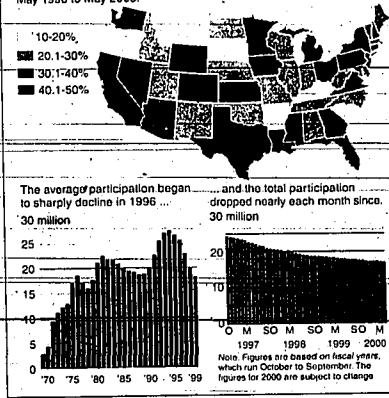 May 1996 to May 2000.
10-20%
20.1-30%
30.1-40%
40.1-50%
The average participation began
to sharply decline in 1996 ...
30 million
25
20
15
10
5
0
'70 '75 '80 '85 '90 '95 '99
... and the total participation
dropped nearly each month since.
30 million
20
10
0
O M SO M SO M SO M
1997 1998 1999 2000
Note: Figures are based on fiscal years,
which run October to September. The
figures for 2000 are subject to change